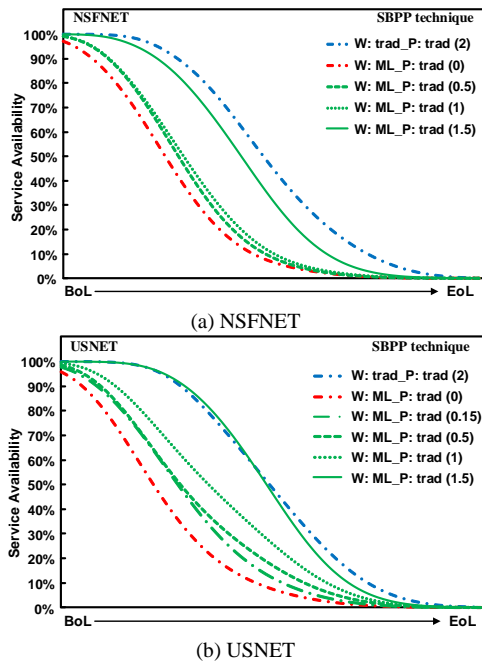 NSFNET
SBPP technique
W: trad_P: trad (2)
W: ML_P: trad (0)
W: ML_P: trad (0.5)
W: ML_P: trad (1)
W: ML_P: trad (1.5)
Service Availability
100%
90%
80%
70%
60%
50%
40%
30%
20%
10%
0%
BoL
EoL
(a) NSFNET
USNET
SBPP technique
W: trad_P: trad (2)
W: ML_P: trad (0)
W: ML_P: trad (0.15)
W: ML_P: trad (0.5)
W: ML_P: trad (1)
W: ML_P: trad (1.5)
Service Availability
100%
90%
80%
70%
60%
50%
40%
30%
20%
10%
0%
BoL
EoL
(b) USNET